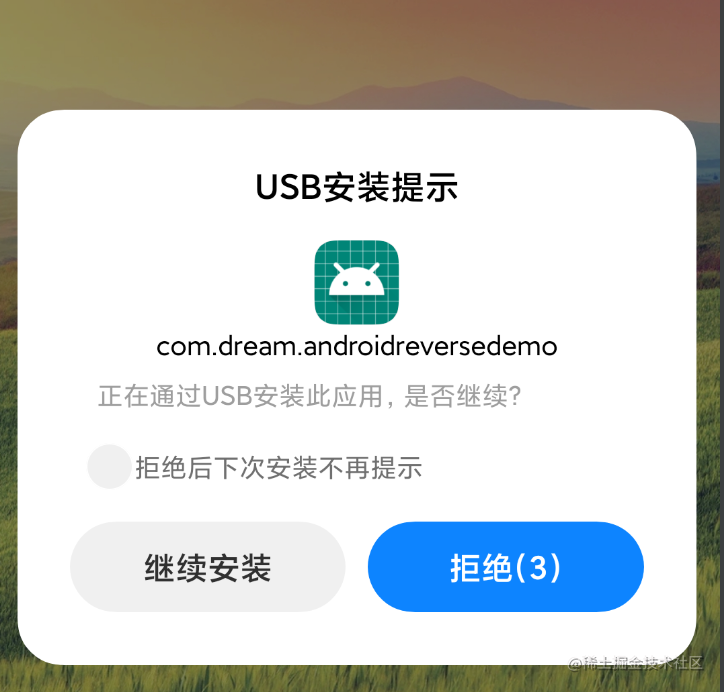 USB安装提示
com.dream.androidreversedemo
正在通过USB安装此应用，是否继续？
拒绝后下次安装不再提示
继续安装
拒绝(3)
@稀土掘金技术社区